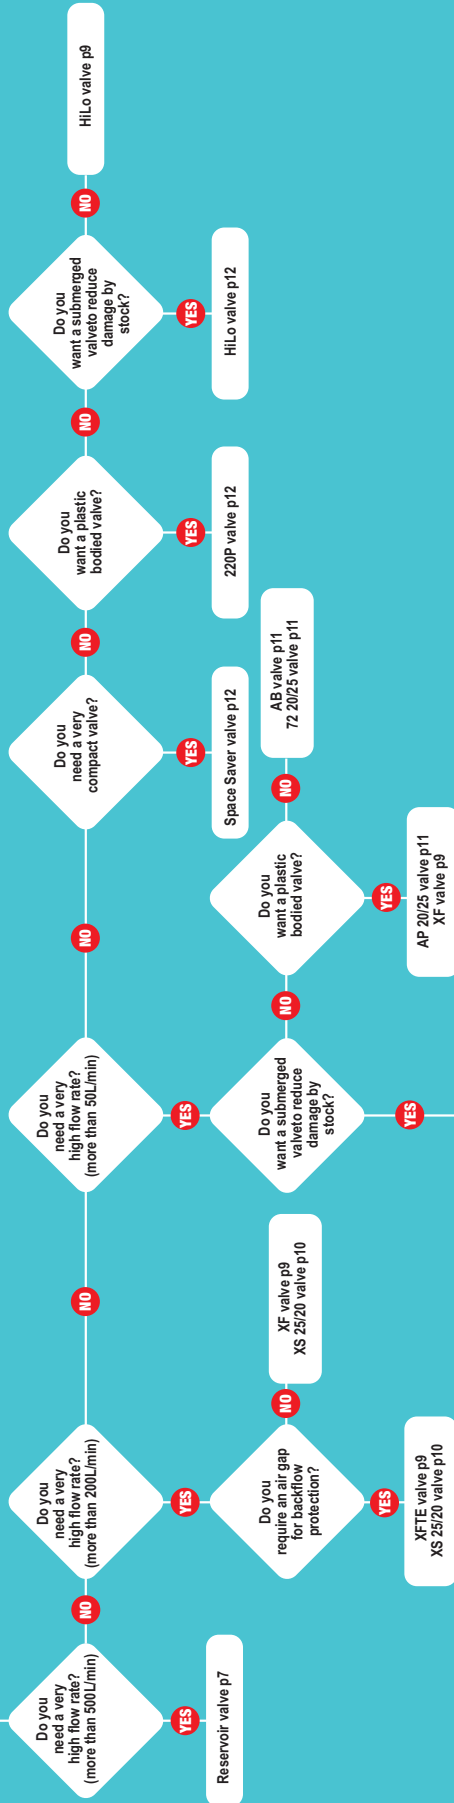 Do you
need a very
high flow rate?
(more than 500L/min)
YES
Reservoir valve p7
NO
Do you
need a very
high flow rate?
(more than 200L/min)
YES
Do you
require an air gap
for backflow
protection?
YES
XFTE valve p9
XS 25/20 valve p10
NO
XF valve p9
XS 25/20 valve p10
NO
Do you
need a very
high flow rate?
(more than 50L/min)
YES
Do you
want a submerged
valveto reduce
damage by
stock?
YES
NO
Do you
want a plastic
bodied valve?
YES
AP 20/25 valve p11
XF valve p9
NO
AB valve p11
72 20/25 valve p11
NO
Do you
need a very
compact valve?
YES
Space Saver valve p12
NO
Do you
want a plastic
bodied valve?
YES
220P valve p12
NO
Do you
want a submerged
valveto reduce
damage by
stock?
YES
HiLo valve p12
NO
HiLo valve p9